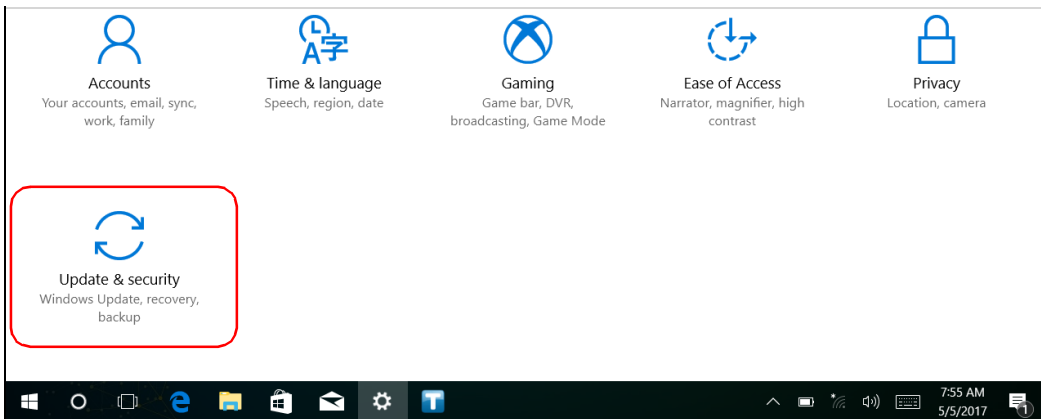 Accounts
Your accounts, email, sync,
work, family
Time & language
Speech, region, date
Gaming
Game bar, DVR,
broadcasting, Game Mode
Ease of Access
Narrator, magnifier, high
contrast
Privacy
Location, camera
Update & security
Windows Update, recovery,
backup
7:55 AM
5/5/2017
1